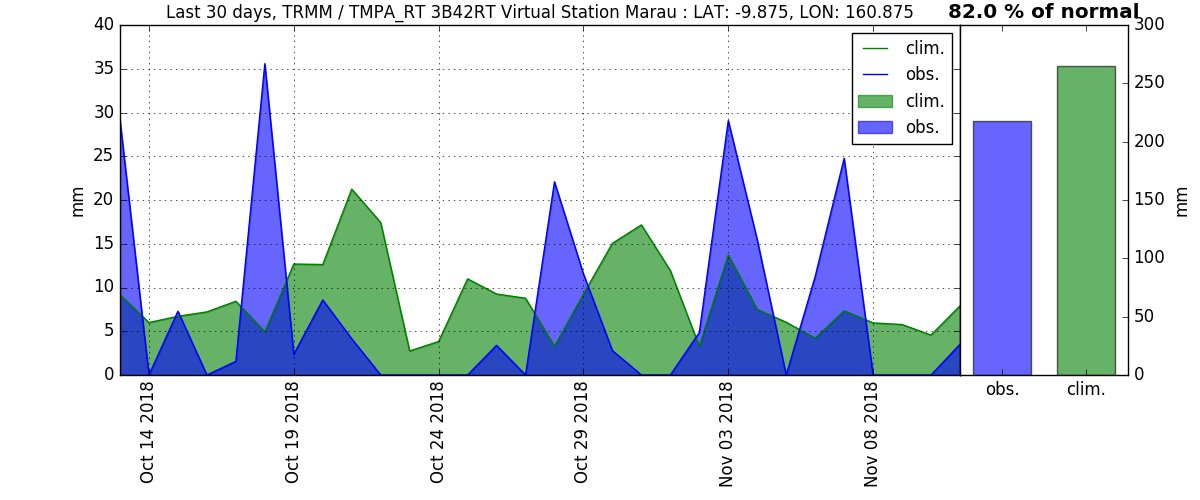 Last 30 days, TRMM / TMPA_RT 3B42RT Virtual Station Marau : LAT: -9.875, LON: 160.875
82.0 % of normal
40
35
30
25
20
15
10
5
0
mm
clim.
obs.
clim.
obs.
Oct 14 2018
Oct 19 2018
Oct 24 2018
Oct 29 2018
Nov 03 2018
Nov 08 2018
300
250
200
150
100
50
0
mm
obs.
clim.